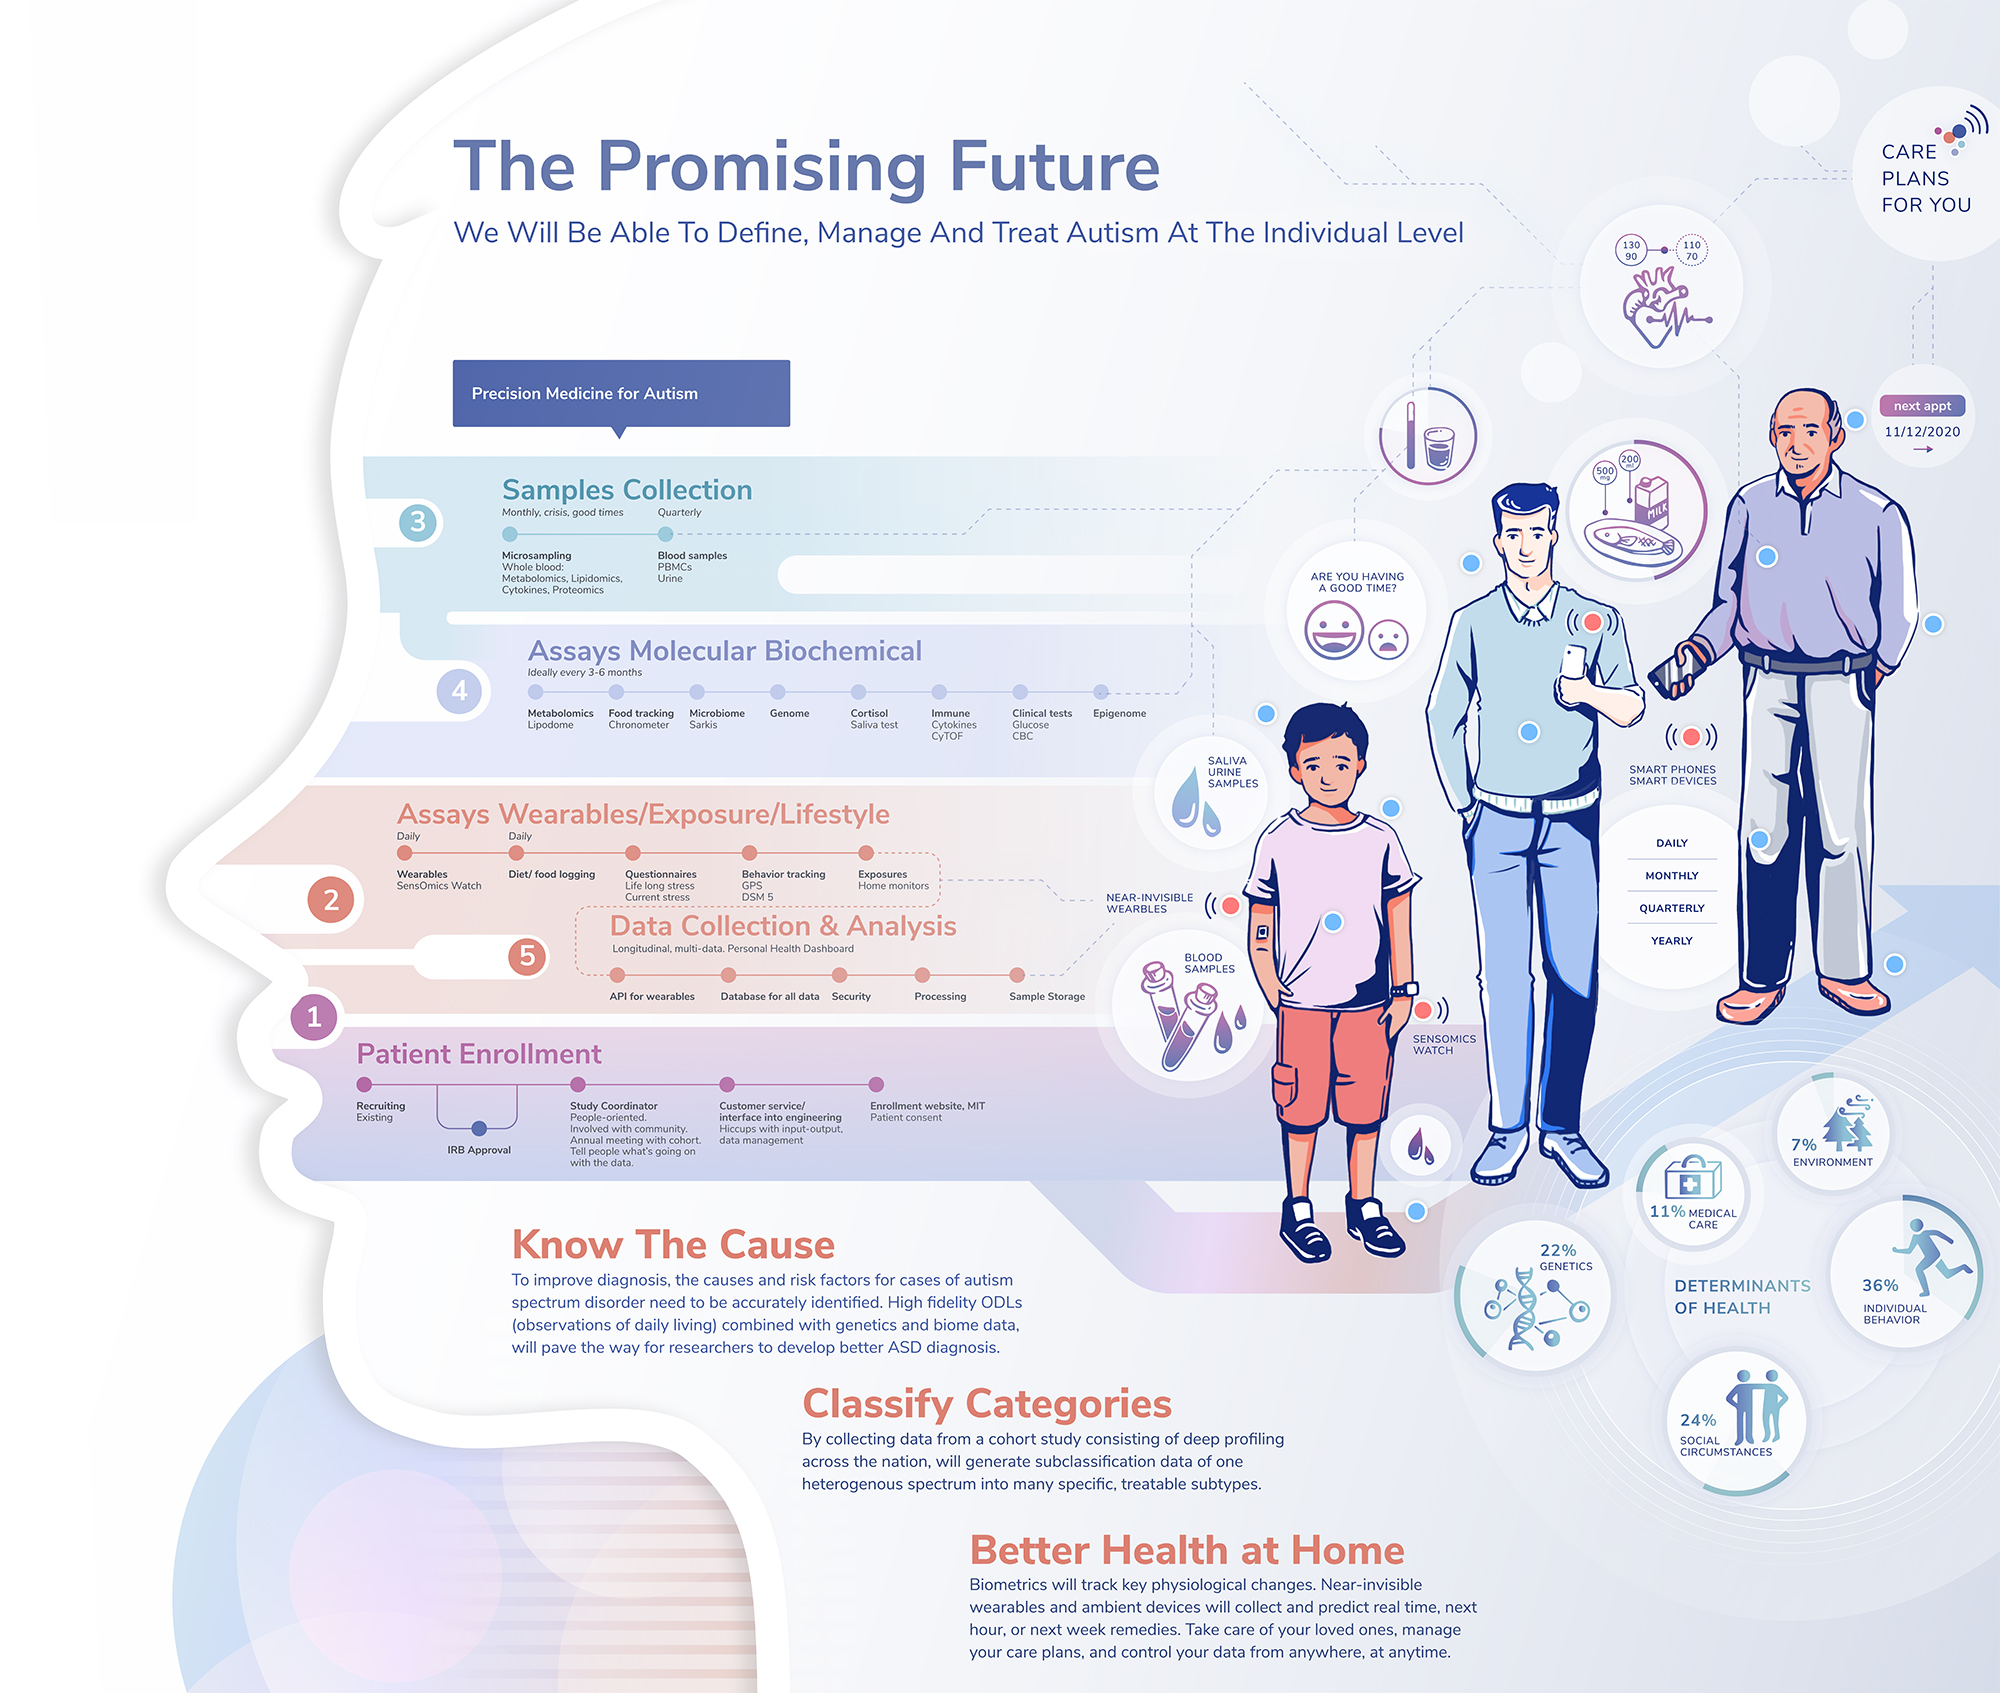 The Promising Future
We Will Be Able To Define, Manage And Treat Autism At The Individual Level
CARE
PLANS
FOR YOU
130
90
110
70
next appt
11/12/2020
Precision Medicine for Autism
3
Samples Collection
Monthly, crisis, good times
Quarterly
Microsampling
Whole blood:
Metabolomics, Lipidomics,
Cytokines, Proteomics
Blood samples
PBMCs
Urine
4
Assays Molecular Biochemical
Ideally every 3-6 months
Metabolomics
Lipodome
Food tracking
Chronometer
Microbiome
Sarkis
Genome
Cortisol
Saliva test
Immune
Cytokines
CyTOF
Clinical tests
Glucose
CBC
Epigenome
2
Assays Wearables/Exposure/Lifestyle
Daily
Daily
Wearables
SensOmics Watch
Diet/ food logging
Questionnaires
Life long stress
Current stress
Behavior tracking
GPS
DSM 5
Exposures
Home monitors
5
Data Collection & Analysis
Longitudinal, multi-data. Personal Health Dashboard
API for wearables
Database for all data
Security
Processing
Sample Storage
1
Patient Enrollment
Recruiting
Existing
IRB Approval
Study Coordinator
People-oriented.
Involved with community.
Annual meeting with cohort.
Tell people what's going on
with the data.
Customer service/
interface into engineering
Hiccups with input-output,
data management
Enrollment website, MIT
Patient consent
500
mg
200
ml
MILK
ARE YOU HAVING
A GOOD TIME?
SALIVA
URINE
SAMPLES
SMART PHONES
SMART DEVICES
DAILY
MONTHLY
QUARTERLY
YEARLY
NEAR-INVISIBLE
WEARBLES
BLOOD
SAMPLES
SENSOMICS
WATCH
7%
ENVIRONMENT
11% MEDICAL
CARE
22%
GENETICS
DETERMINANTS
OF HEALTH
36%
INDIVIDUAL
BEHAVIOR
24%
SOCIAL
CIRCUMSTANCES
Know The Cause
To improve diagnosis, the causes and risk factors for cases of autism
spectrum disorder need to be accurately identified. High fidelity ODLs
(observations of daily living) combined with genetics and biome data,
will pave the way for researchers to develop better ASD diagnosis.
Classify Categories
By collecting data from a cohort study consisting of deep profiling
across the nation, will generate subclassification data of one
heterogenous spectrum into many specific, treatable subtypes.
Better Health at Home
Biometrics will track key physiological changes. Near-invisible
wearables and ambient devices will collect and predict real time, next
hour, or next week remedies. Take care of your loved ones, manage
your care plans, and control your data from anywhere, at anytime.